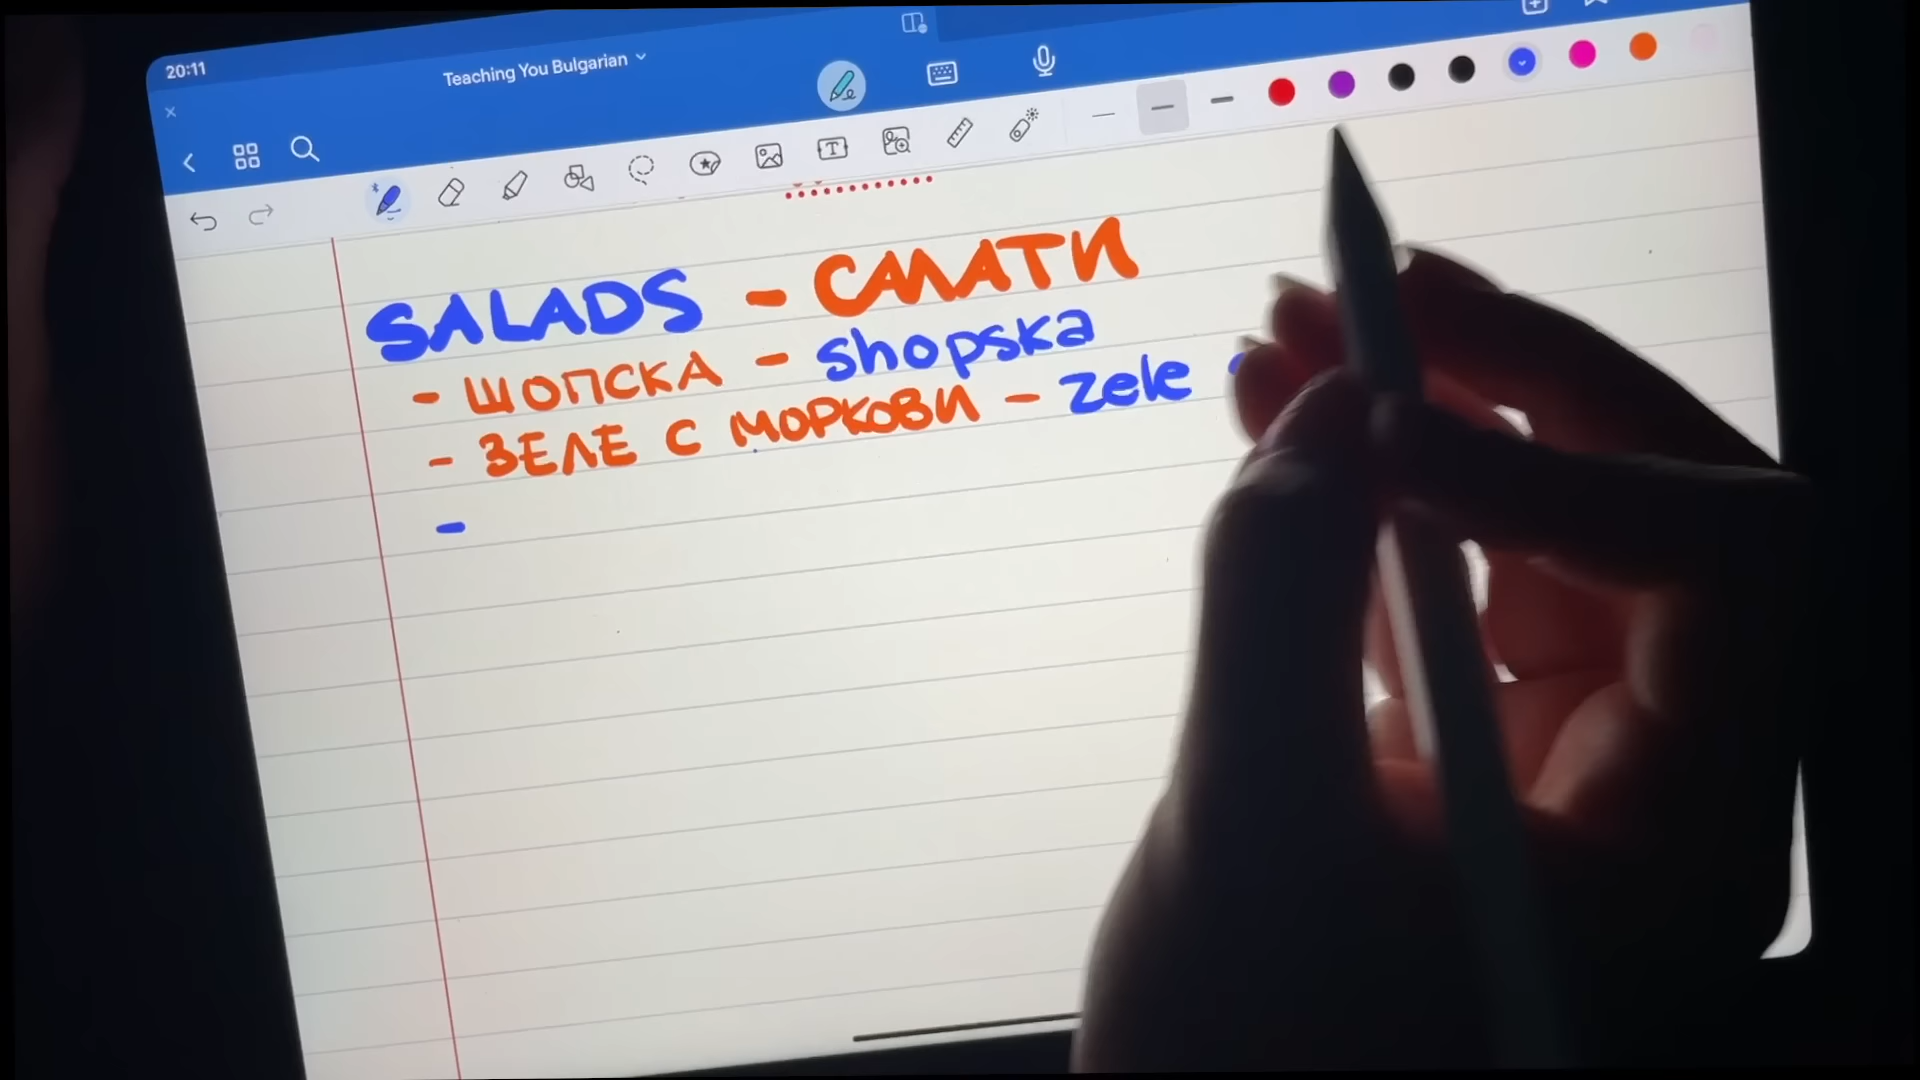 20:11
Teaching You Bulgarian
SALADS - САЛАТИ
- ШОПСКА - shopska
- ЗЕЛЕ С МОРКОВИ - zele
-